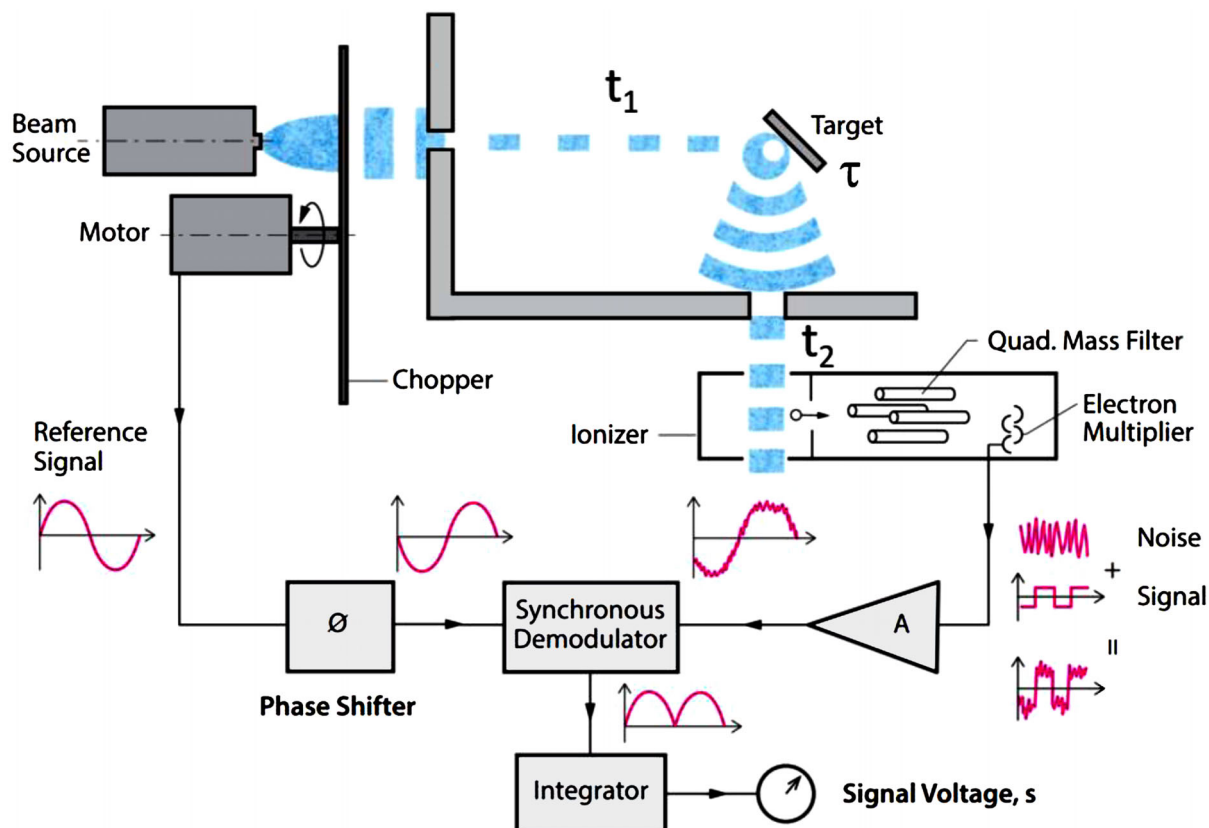 Beam
Source
t1
Target
τ
Motor
t2
Quad. Mass Filter
Chopper
Electron
Multiplier
Ionizer
Reference
Signal
Noise
+
Signal
=
Ø
Synchronous
Demodulator
A
Phase Shifter
Integrator
Signal Voltage, s